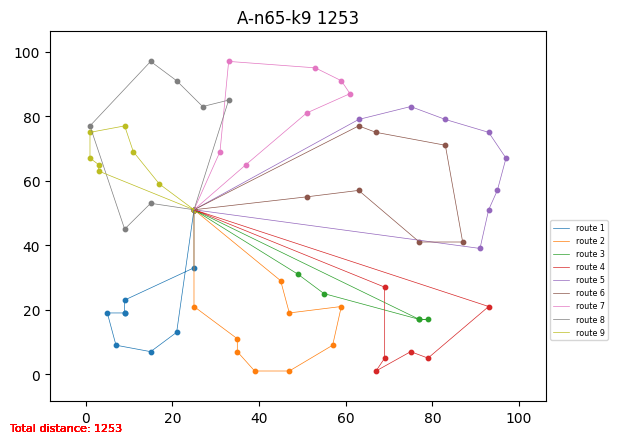 A-n65-k9 1253
100
80
60
40
20
0
0 20 40 60 80 100
route 1
route 2
route 3
route 4
route 5
route 6
route 7
route 8
route 9
Total distance: 1253